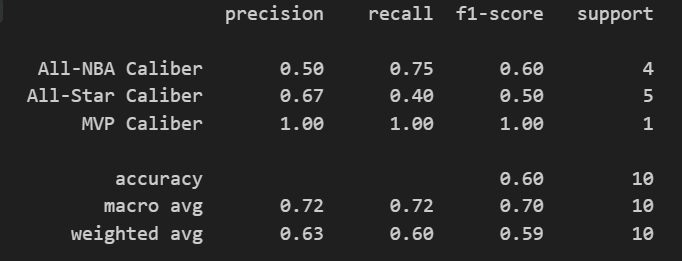 precision recall f1-score support
All-NBA Caliber 0.50 0.75 0.60 4
All-Star Caliber 0.67 0.40 0.50 5
MVP Caliber 1.00 1.00 1.00 1
accuracy 0.60 10
macro avg 0.72 0.72 0.70 10
weighted avg 0.63 0.60 0.59 10